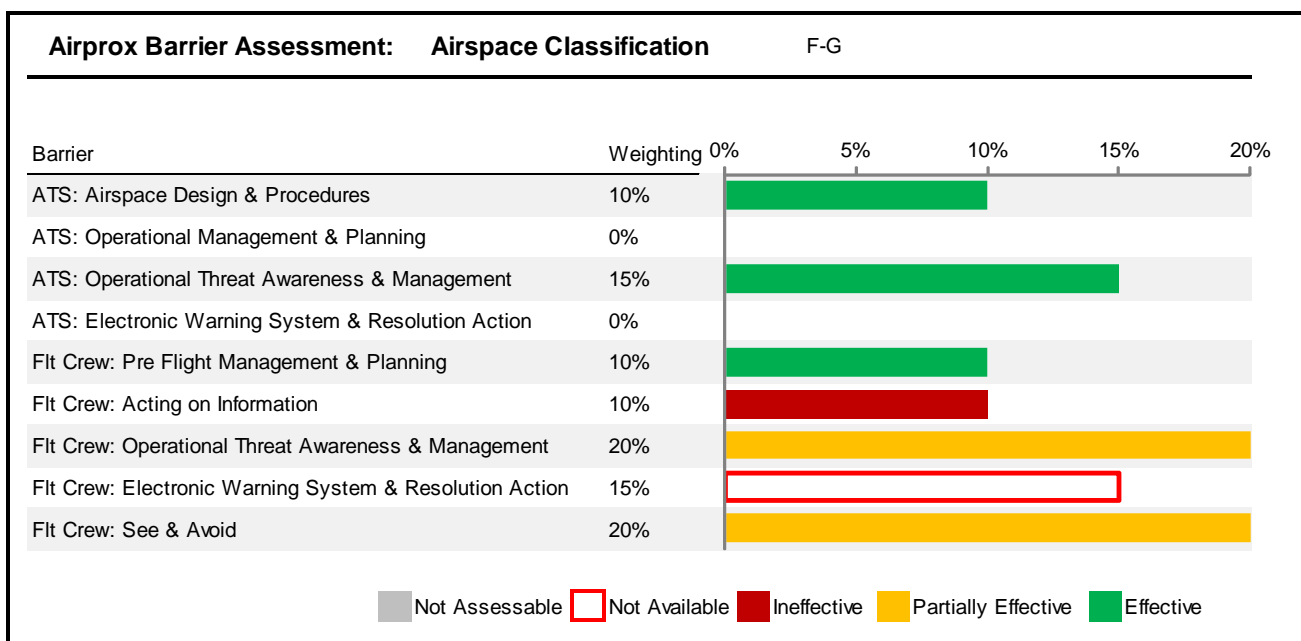 Airprox Barrier Assessment: Airspace Classification F-G
Barrier Weighting 0% 5% 10% 15% 20%
ATS: Airspace Design & Procedures 10%
ATS: Operational Management & Planning 0%
ATS: Operational Threat Awareness & Management 15%
ATS: Electronic Warning System & Resolution Action 0%
Flt Crew: Pre Flight Management & Planning 10%
Flt Crew: Acting on Information 10%
Flt Crew: Operational Threat Awareness & Management 20%
Flt Crew: Electronic Warning System & Resolution Action 15%
Flt Crew: See & Avoid 20%
Not Assessable Not Available Ineffective Partially Effective Effective